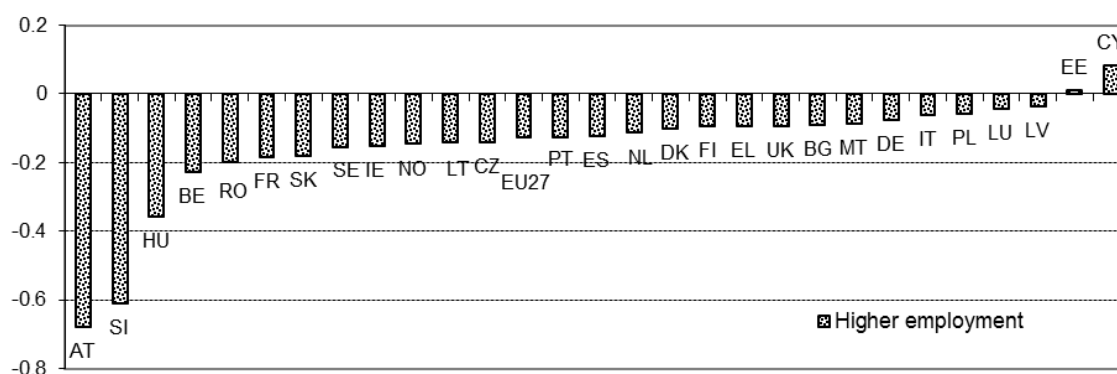 0.2
0
-0.2
-0.4
-0.6
-0.8
AT
SI
HU
BE
RO
FR
SK
SE
IE
NO
LT
CZ
EU27
PT
ES
NL
DK
FI
EL
UK
BG
MT
DE
IT
PL
LU
LV
EE
CY
Higher employment